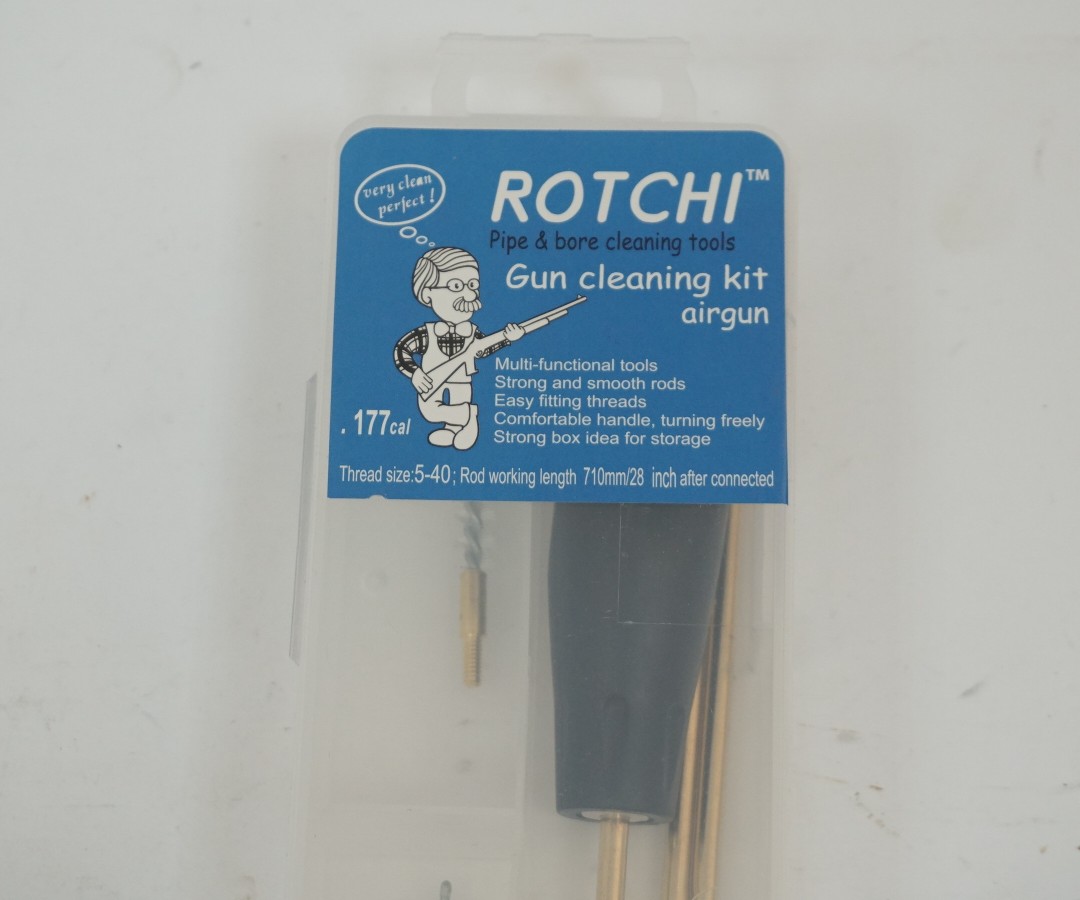 very clean
perfect !
ROTCHI™
Pipe & bore cleaning tools
Gun cleaning kit
airgun
Multi-functional tools
Strong and smooth rods
Easy fitting threads
Comfortable handle, turning freely
Strong box idea for storage
. 177cal
Thread size:5-40; Rod working length 710mm/28 inch after connected